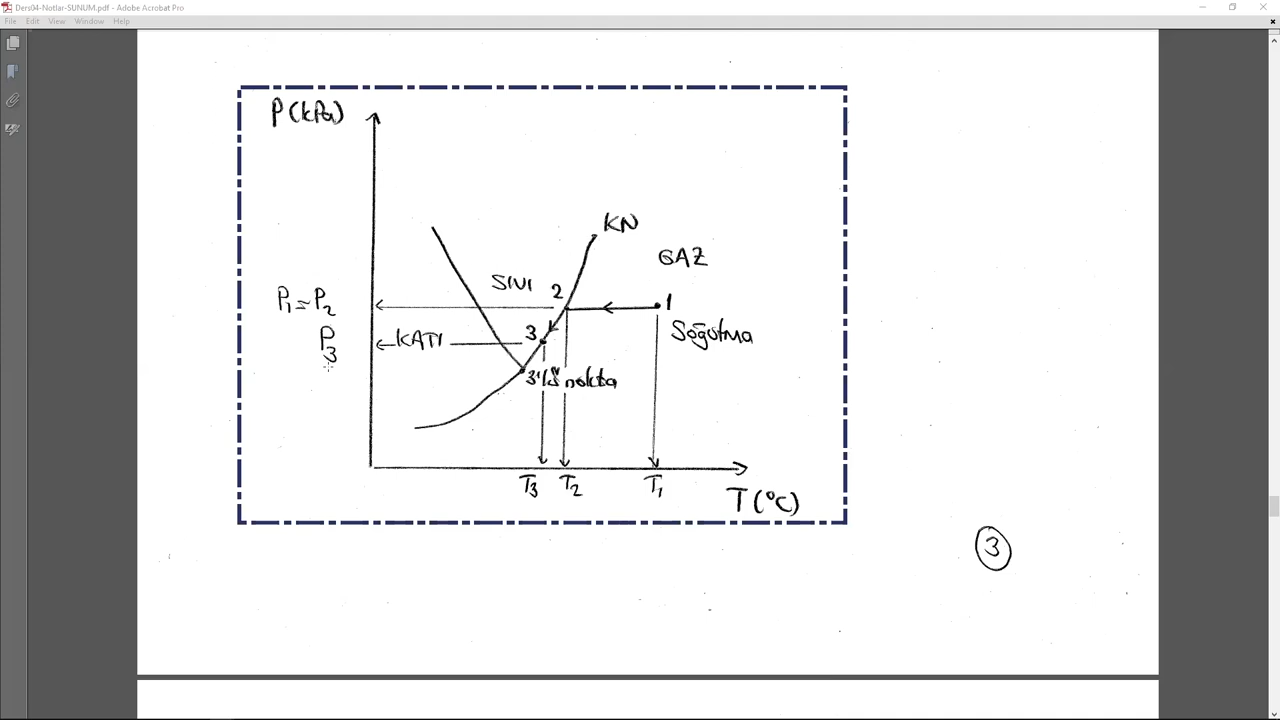 Ders04-Notlar-SUNUM.pdf - Adobe Acrobat Pro
File Edit View Window Help
P(kPa)
KN
GAZ
SIVI
2
1
P₁=P₂
P₃
KATI
3
Soğutma
3'lü nokta
T₃
T₂
T₁
T(°C)
3